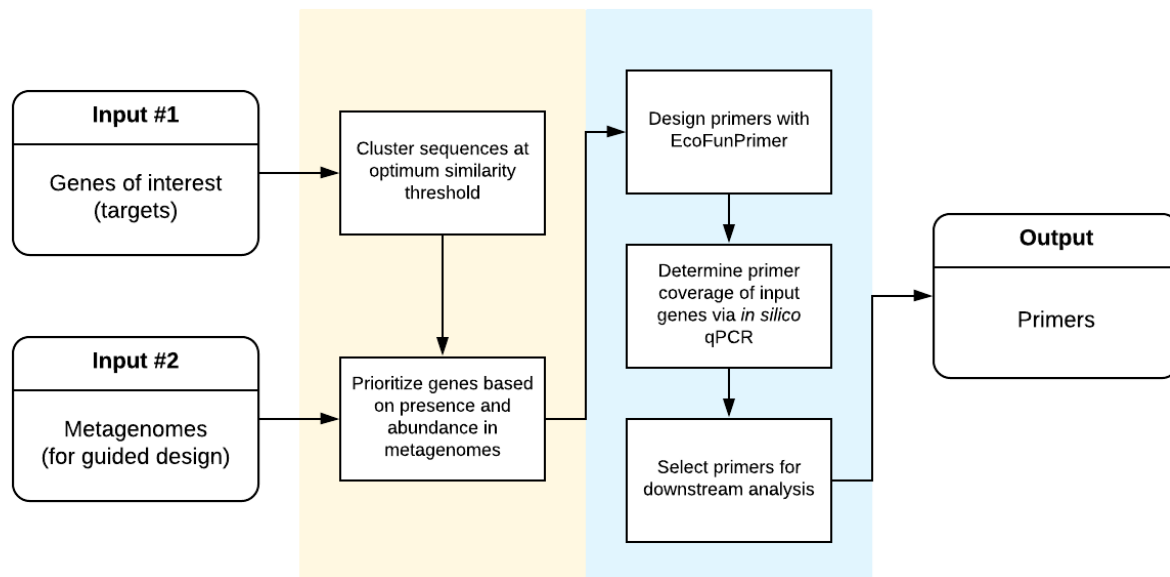 Input #1
Genes of interest
(targets)
Input #2
Metagenomes
(for guided design)
Cluster sequences at
optimum similarity
threshold
Prioritize genes based
on presence and
abundance in
metagenomes
Design primers with
EcoFunPrimer
Determine primer
coverage of input
genes via in silico
qPCR
Select primers for
downstream analysis
Output
Primers